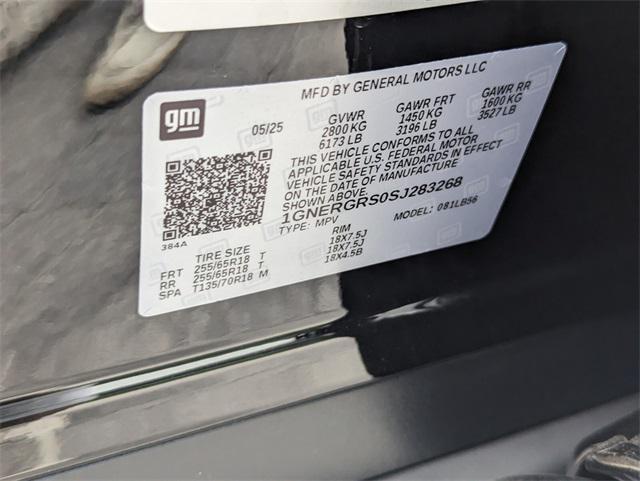 MFD BY GENERAL MOTORS LLC
gm
05/25
GVWR GAWR FRT GAWR RR
2800 KG 1450 KG 1600 KG
6173 LB 3196 LB 3527 LB
THIS VEHICLE CONFORMS TO ALL
APPLICABLE U.S. FEDERAL MOTOR
VEHICLE SAFETY STANDARDS IN EFFECT
ON THE DATE OF MANUFACTURE
SHOWN ABOVE.
1GNERGRS0SJ283268
TYPE: MPV MODEL: 081LB56
384A
TIRE SIZE RIM
FRT 255/65R18 T 18X7.5J
RR 255/65R18 T 18X7.5J
SPA T135/70R18 M 18X4.5B